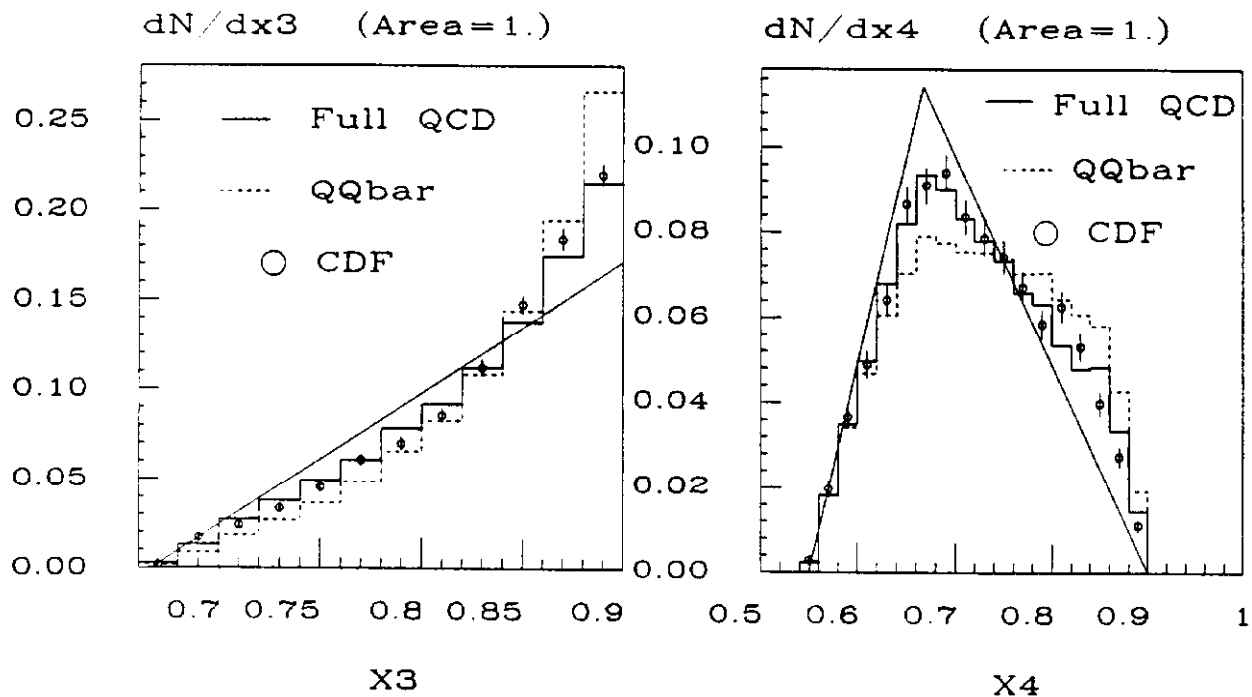 dN/dx3 (Area=1.)
0.25
0.20
0.15
0.10
0.05
0.00
Full QCD
QQbar
CDF
0.7 0.75 0.8 0.85 0.9
X3
dN/dx4 (Area=1.)
0.10
0.08
0.06
0.04
0.02
0.00
Full QCD
QQbar
CDF
0.5 0.6 0.7 0.8 0.9 1
X4